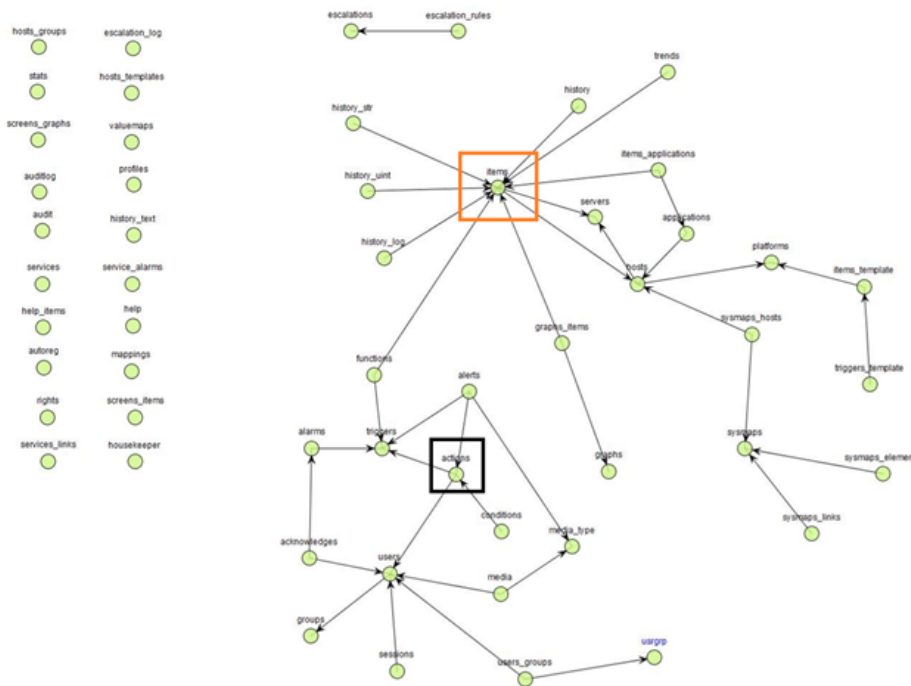 escalations
escalation_rules
hosts_groups
escalation_log
trends
stats
hosts_templates
history
history_str
screens_graphs
valuemaps
items
items_applications
auditlog
profiles
history_uint
servers
applications
audit
history_text
history_log
platforms
services
service_alarms
hosts
items_template
help_items
help
graphs_items
sysmaps_hosts
autoreg
mappings
functions
alerts
triggers_template
rights
screens_items
services_links
housekeeper
alarms
triggers
actions
graphs
sysmaps
sysmaps_elemen
conditions
sysmaps_links
acknowledges
users
media_type
media
groups
sessions
users_groups
usrgrp